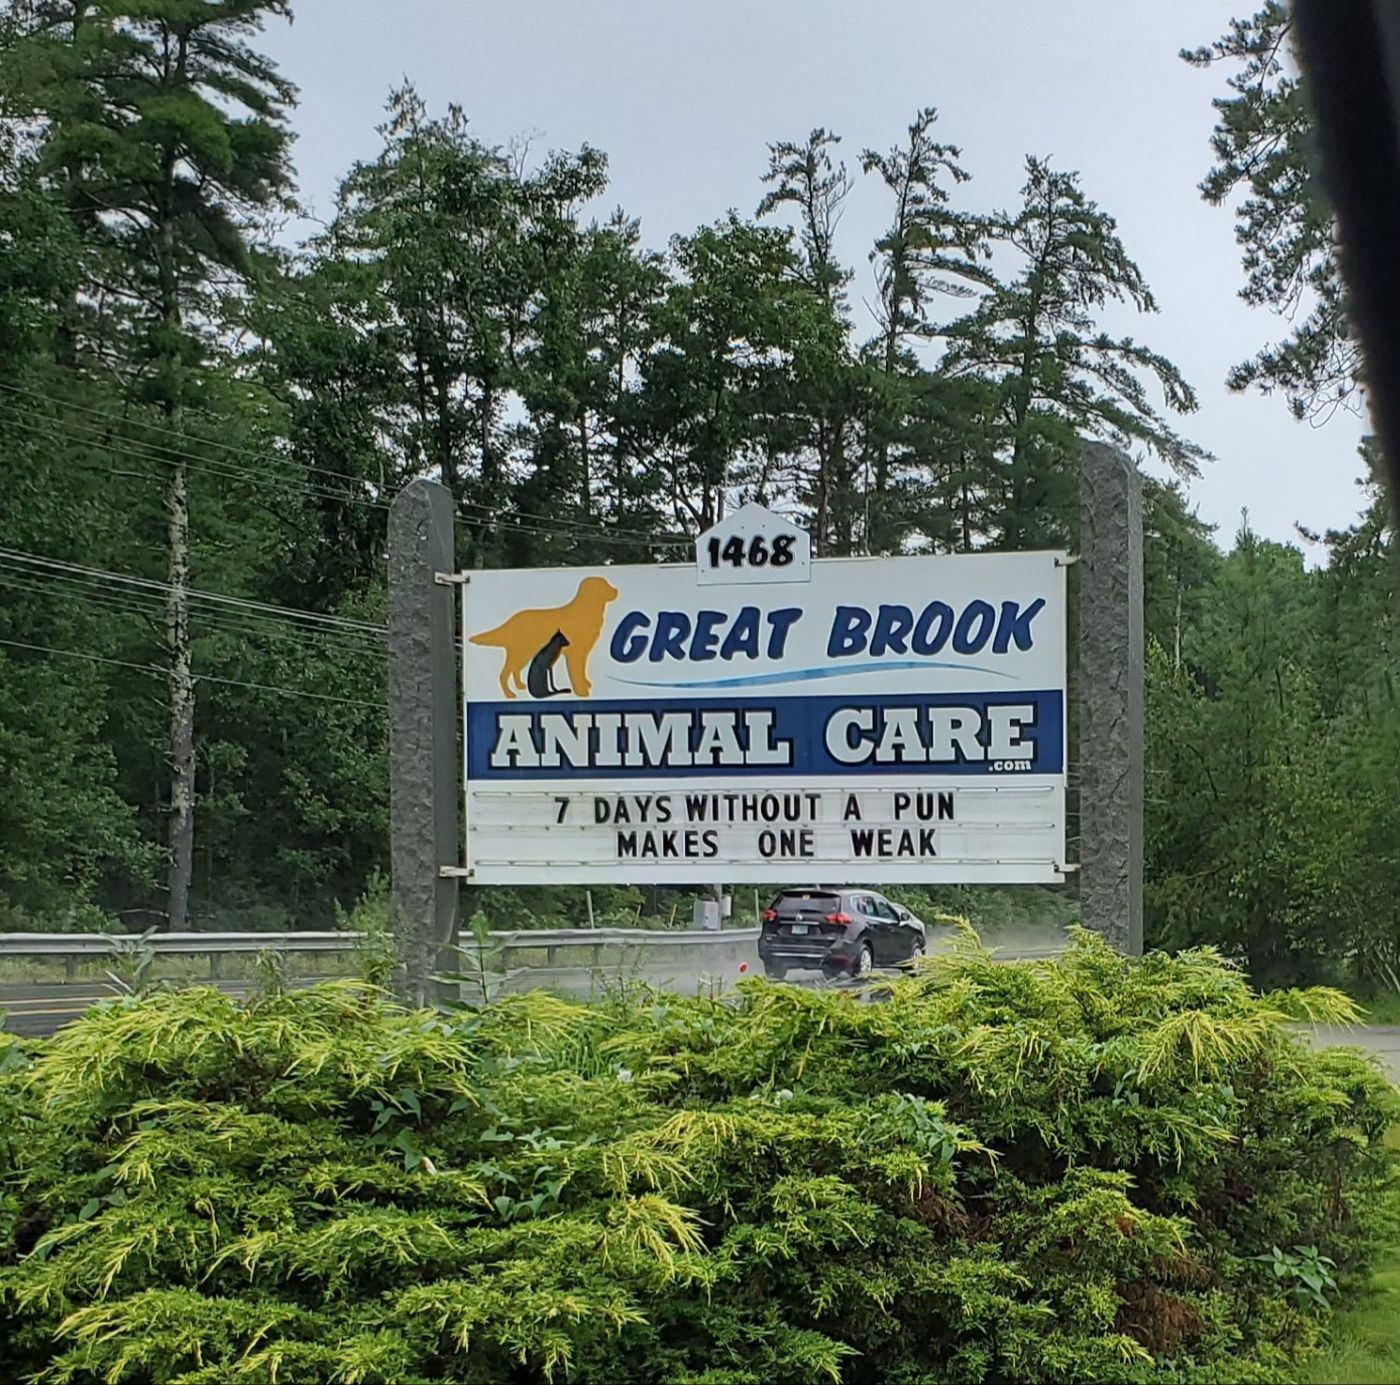 1468
GREAT BROOK
ANIMAL CARE
.com
7 DAYS WITHOUT A PUN
MAKES ONE WEAK